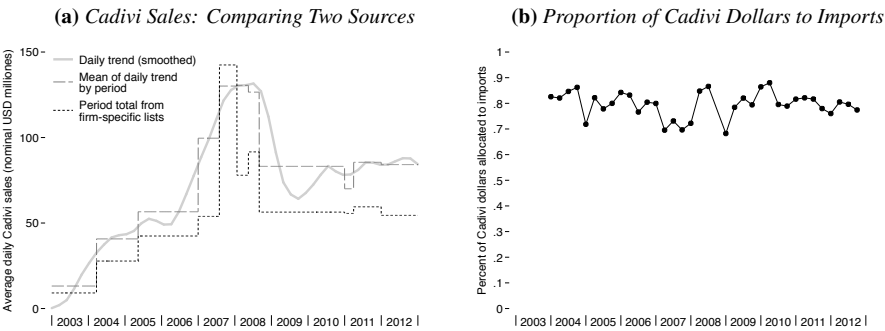 (a) Cadivi Sales: Comparing Two Sources
Average daily Cadivi sales (nominal USD milliones)
150
100
50
0
Daily trend (smoothed)
Mean of daily trend
by period
Period total from
firm-specific lists
2003 2004 2005 2006 2007 2008 2009 2010 2011 2012
(b) Proportion of Cadivi Dollars to Imports
Percent of Cadivi dollars allocated to imports
1
.9
.8
.7
.6
.5
.4
.3
.2
.1
0
2003 2004 2005 2006 2007 2008 2009 2010 2011 2012